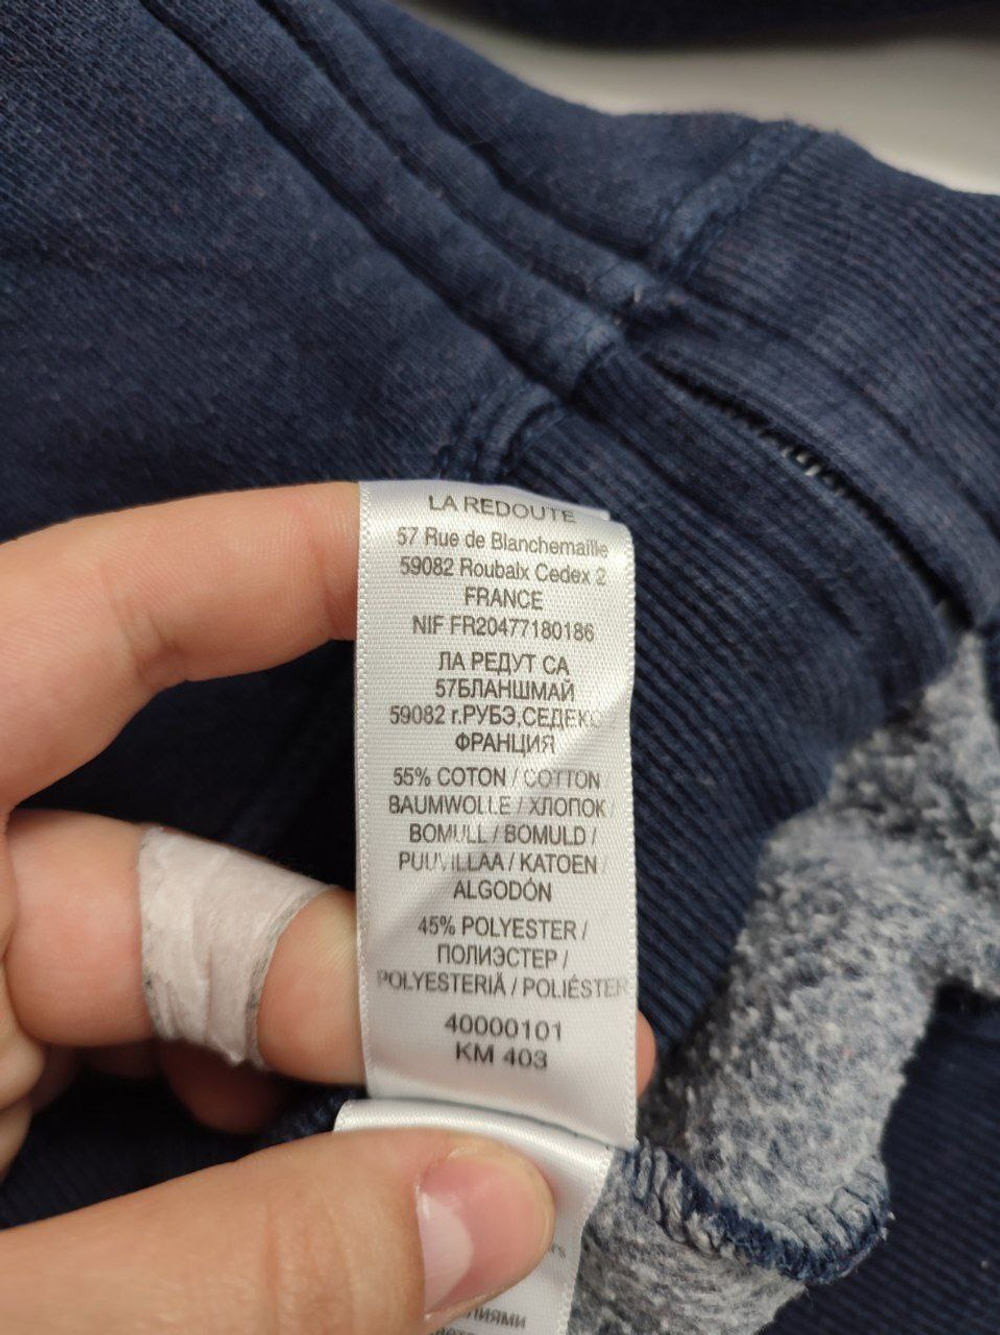 LA REDOUTE
57 Rue de Blanchemaille
59082 Roubaix Cedex 2
FRANCE
NIF FR20477180186
ЛА РЕДУТ СА
57БЛАНШМАЙ
59082 г.РУБЭ,СЕДЕКС
ФРАНЦИЯ
55% COTON / COTTON
BAUMWOLLE / ХЛОПОК
BOMULL / BOMULD /
PUUVILLAA / KATOEN /
ALGODÓN
45% POLYESTER /
ПОЛИЭСТЕР /
POLYESTERIÄ / POLIÉSTER
40000101
KM 403